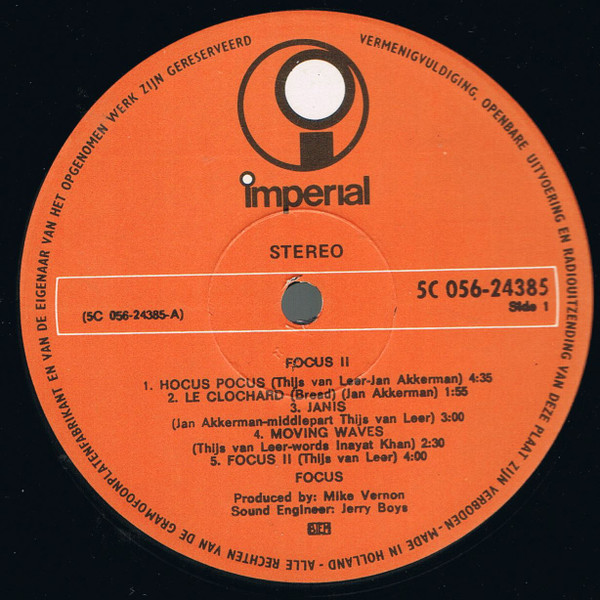 ALLE RECHTEN VAN DE GRAMOFOONPLATENFABRIKANT EN VAN DE EIGENAAR VAN HET OPGENOMEN WERK ZIJN GERESERVEERD
VERMENIGVULDIGING, OPENBARE UITVOERING EN RADIOUITZENDING VAN DEZE PLAAT ZIJN VERBODEN - MADE IN HOLLAND -
imperial
STEREO
5C 056-24385
(5C 056-24385-A)
Side 1
FOCUS II
1. HOCUS POCUS (Thijs van Leer-Jan Akkerman) 4:35
2. LE CLOCHARD (Bread) (Jan Akkerman) 1:55
3. JANIS
(Jan Akkerman-middlepart Thijs van Leer) 3:00
4. MOVING WAVES
(Thijs van Leer-words Inayat Khan) 2:30
5. FOCUS II (Thijs van Leer) 4:00
FOCUS
Produced by: Mike Vernon
Sound Engineer: Jerry Boys